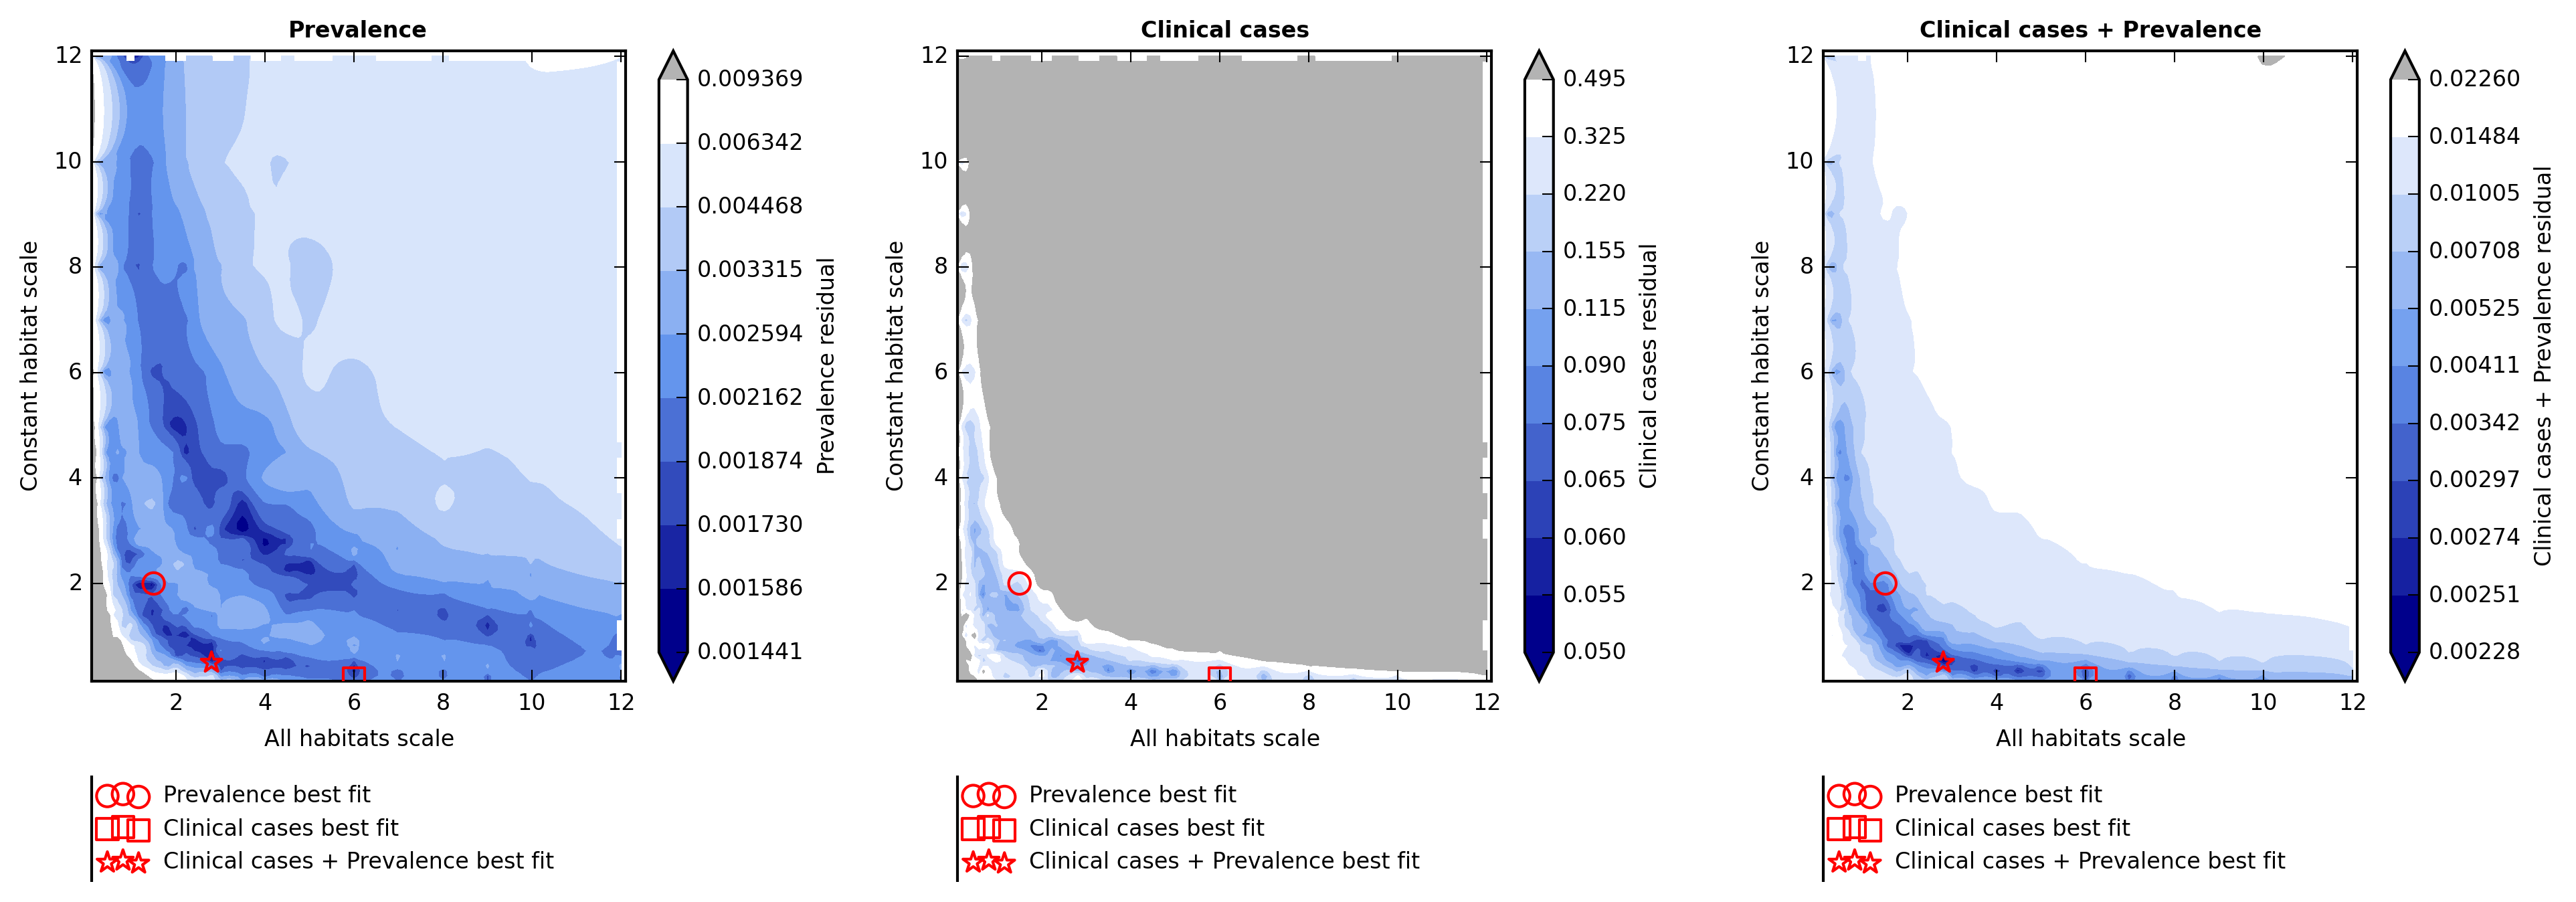 Prevalence
12
10
8
6
4
2
Constant habitat scale
2 4 6 8 10 12
All habitats scale
0.009369
0.006342
0.004468
0.003315
0.002594
0.002162
0.001874
0.001730
0.001586
0.001441
Prevalence residual
Prevalence best fit
Clinical cases best fit
Clinical cases + Prevalence best fit
Clinical cases
12
10
8
6
4
2
Constant habitat scale
2 4 6 8 10 12
All habitats scale
0.495
0.325
0.220
0.155
0.115
0.090
0.075
0.065
0.060
0.055
0.050
Clinical cases residual
Prevalence best fit
Clinical cases best fit
Clinical cases + Prevalence best fit
Clinical cases + Prevalence
12
10
8
6
4
2
Constant habitat scale
2 4 6 8 10 12
All habitats scale
0.02260
0.01484
0.01005
0.00708
0.00525
0.00411
0.00342
0.00297
0.00274
0.00251
0.00228
Clinical cases + Prevalence residual
Prevalence best fit
Clinical cases best fit
Clinical cases + Prevalence best fit